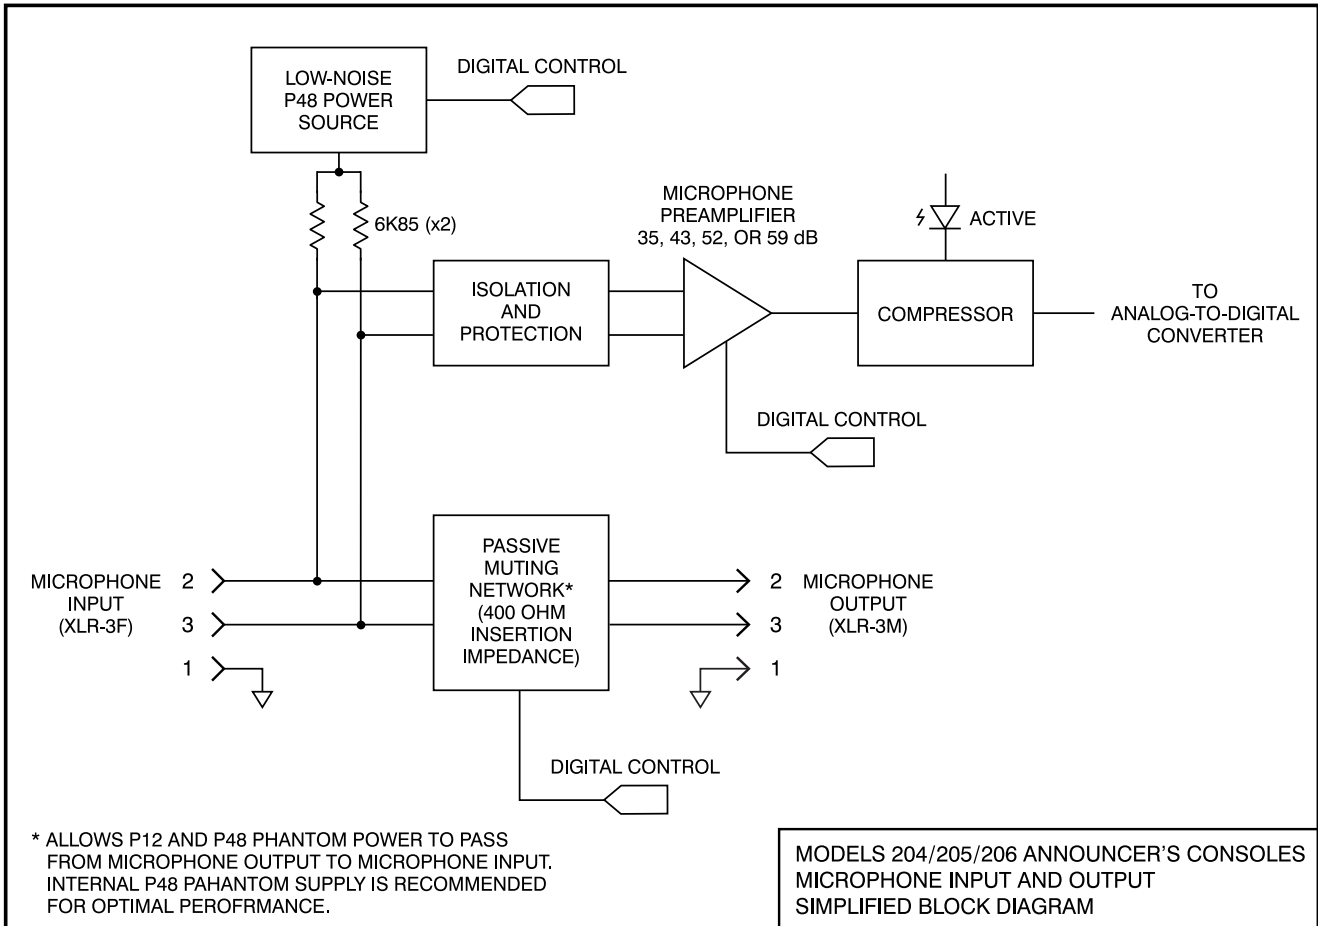 LOW-NOISE
P48 POWER
SOURCE
DIGITAL CONTROL
6K85 (x2)
MICROPHONE
PREAMPLIFIER
35, 43, 52, OR 59 dB
ACTIVE
ISOLATION
AND
PROTECTION
COMPRESSOR
TO
ANALOG-TO-DIGITAL
CONVERTER
DIGITAL CONTROL
MICROPHONE
INPUT
(XLR-3F)
2
3
1
PASSIVE
MUTING
NETWORK*
(400 OHM
INSERTION
IMPEDANCE)
2
3
1
MICROPHONE
OUTPUT
(XLR-3M)
DIGITAL CONTROL
* ALLOWS P12 AND P48 PHANTOM POWER TO PASS
FROM MICROPHONE OUTPUT TO MICROPHONE INPUT.
INTERNAL P48 PAHANTOM SUPPLY IS RECOMMENDED
FOR OPTIMAL PEROFRMANCE.
MODELS 204/205/206 ANNOUNCER'S CONSOLES
MICROPHONE INPUT AND OUTPUT
SIMPLIFIED BLOCK DIAGRAM